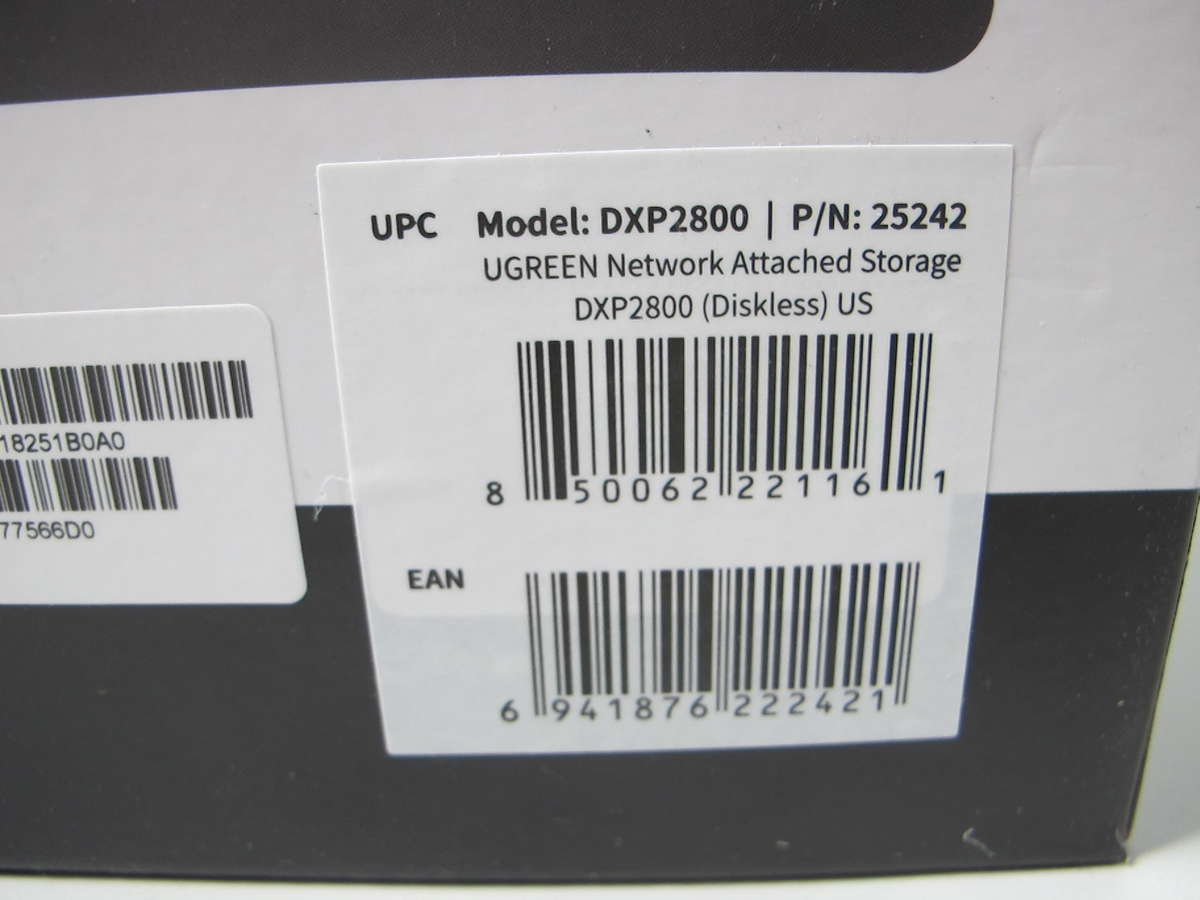 UPC Model: DXP2800 | P/N: 25242
UGREEN Network Attached Storage
DXP2800 (Diskless) US
8 50062 22116 1
EAN
6 941876 222421
18251B0A0
77566D0